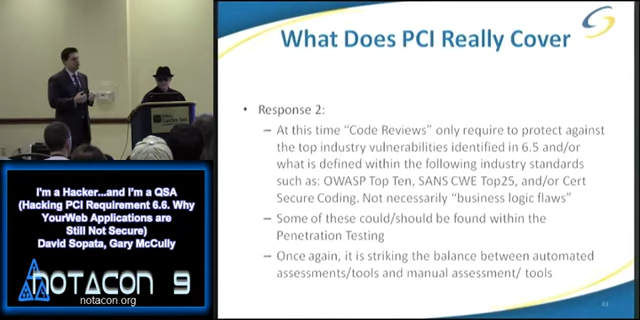 What Does PCI Really Cover
• Response 2:
– At this time “Code Reviews” only require to protect against
the top industry vulnerabilities identified in 6.5 and/or
what is defined within the following industry standards
such as: OWASP Top Ten, SANS CWE Top25, and/or Cert
Secure Coding. Not necessarily “business logic flaws”
– Some of these could/should be found within the
Penetration Testing
– Once again, it is striking the balance between automated
assessments/tools and manual assessment/ tools
43
I'm a Hacker...and I'm a QSA
(Hacking PCI Requirement 6.6. Why
YourWeb Applications are
Still Not Secure)
David Sopata, Gary McCully
NOTACON 9
notacon.org